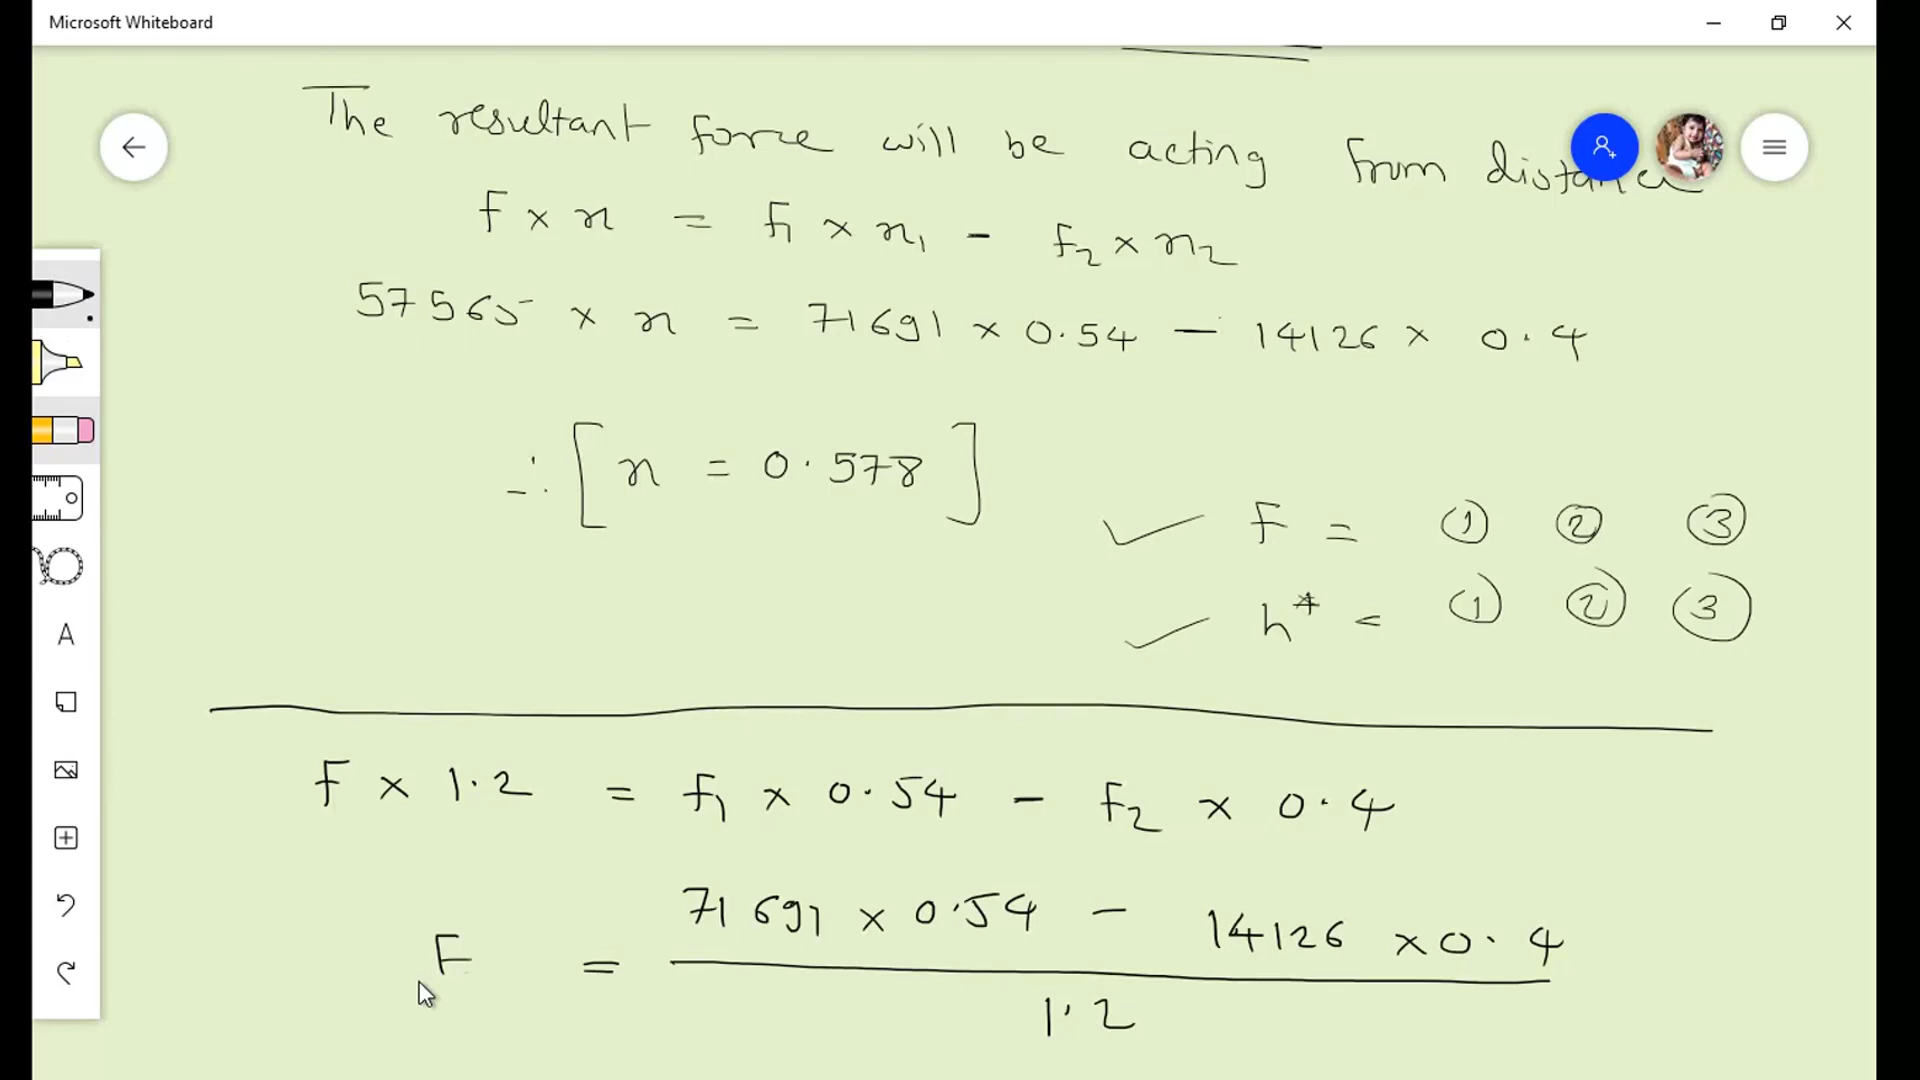 Microsoft Whiteboard
The resultant force will be acting from distance
F × x = F₁ × x₁ - F₂ × x₂
57565 × x = 71691 × 0.54 - 14126 × 0.4
∴ [x = 0.578]
F = ① ② ③
h* = ① ② ③
F × 1.2 = F₁ × 0.54 - F₂ × 0.4
71691 × 0.54 - 14126 × 0.4
F =
1.2
A